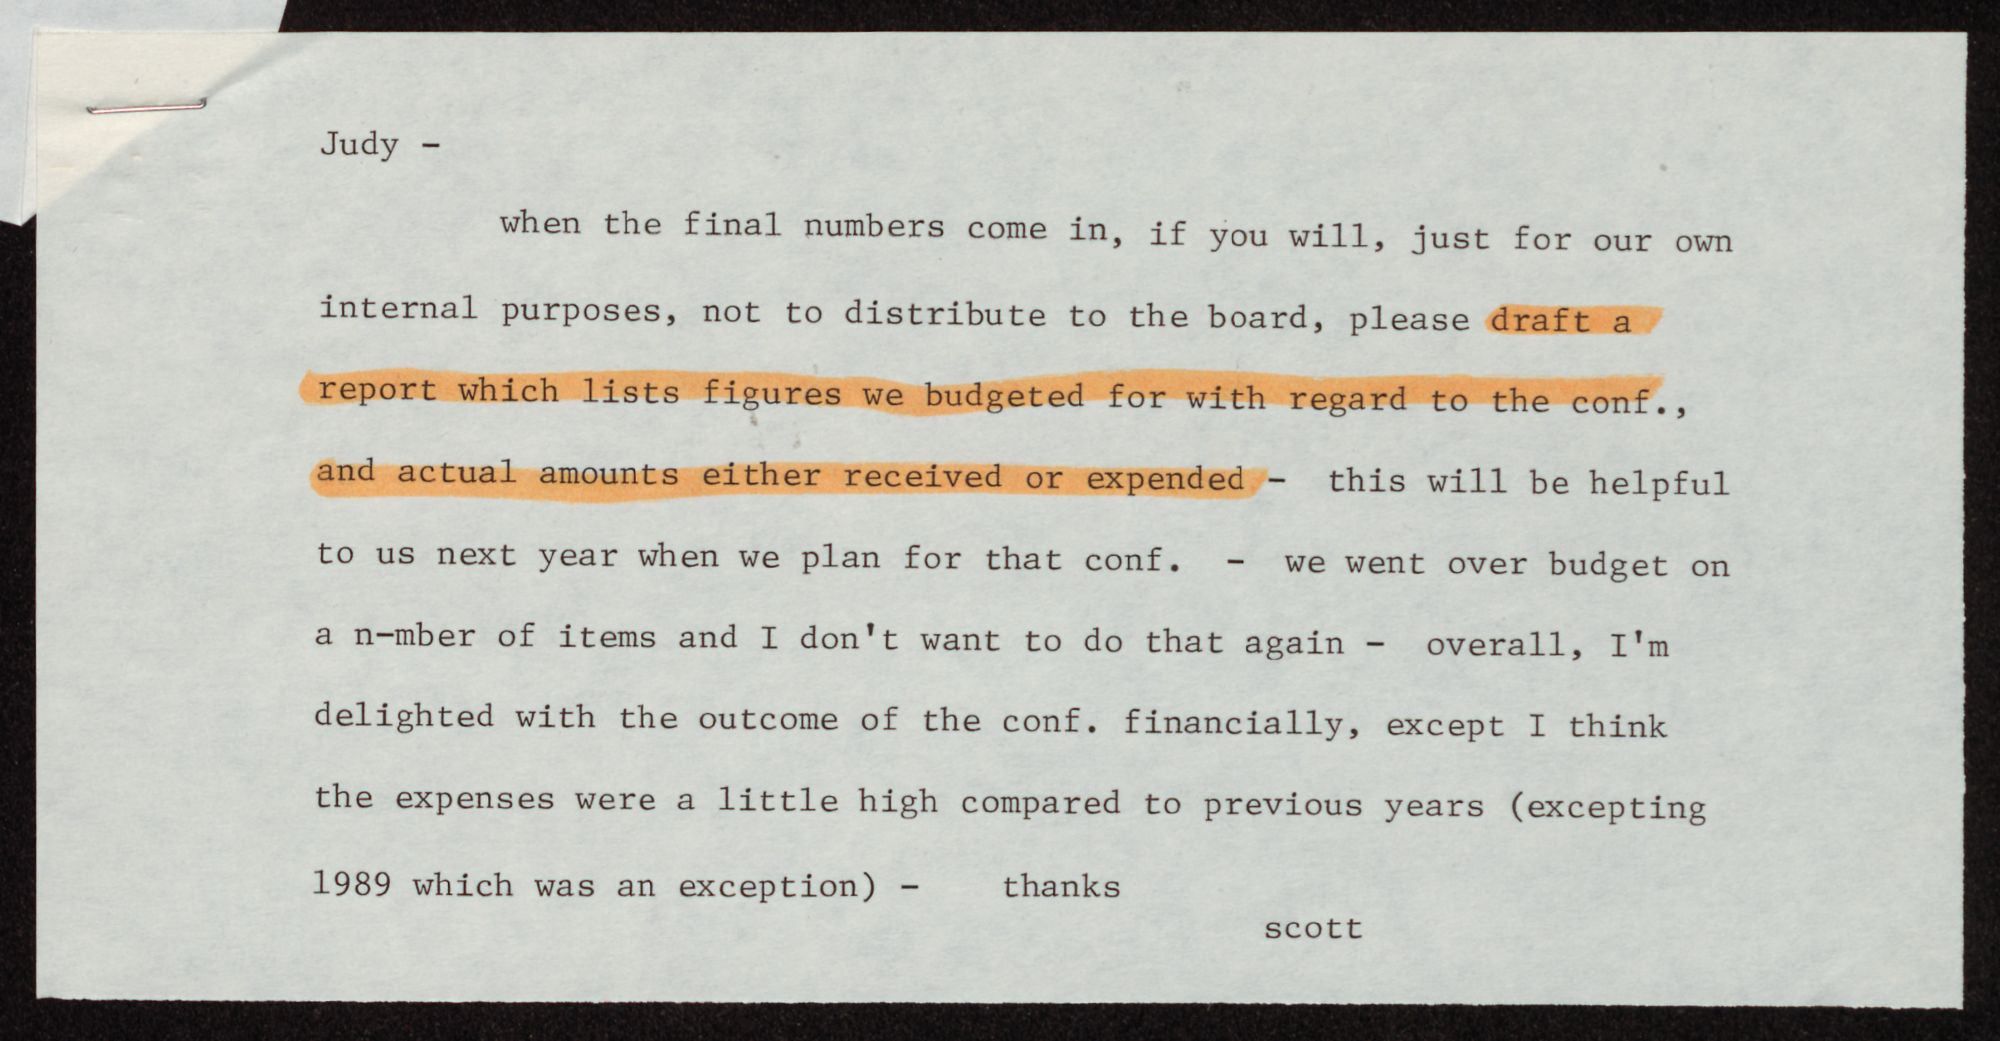 Judy -
when the final numbers come in, if you will, just for our own
internal purposes, not to distribute to the board, please draft a
report which lists figures we budgeted for with regard to the conf.,
and actual amounts either received or expended - this will be helpful
to us next year when we plan for that conf. - we went over budget on
a n-mber of items and I don't want to do that again - overall, I'm
delighted with the outcome of the conf. financially, except I think
the expenses were a little high compared to previous years (excepting
1989 which was an exception) - thanks
scott